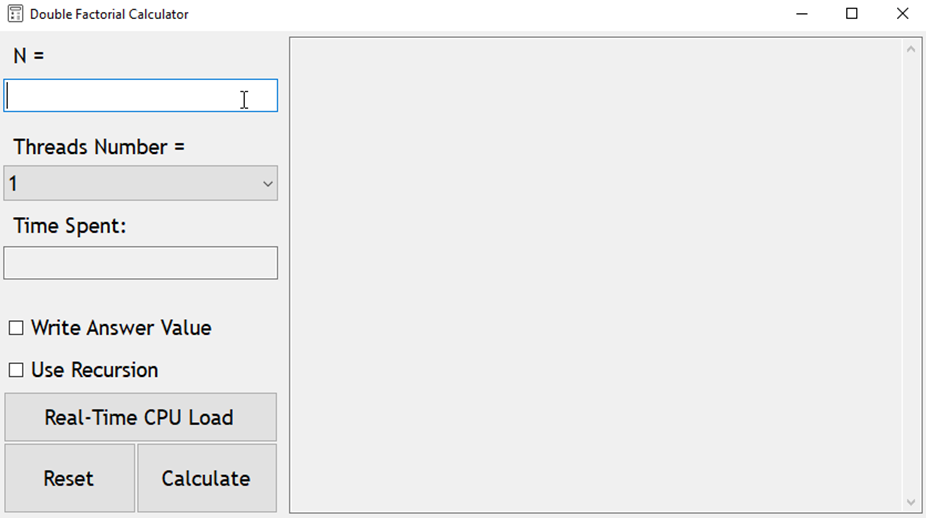 Double Factorial Calculator
N =
Threads Number =
1
Time Spent:
Write Answer Value
Use Recursion
Real-Time CPU Load
Reset Calculate